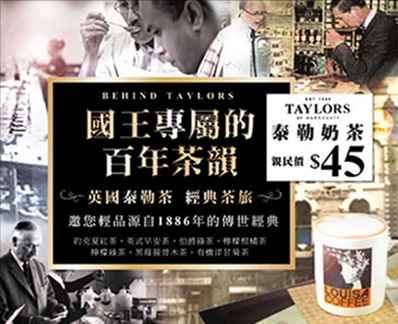 BEHIND TAYLORS
國王專屬的
百年茶韻
英國泰勒茶 經典茶旅
邀您輕品源自1886年的傳世經典
約克夏紅茶、英式早安茶、伯爵綠茶、檸檬柑橘茶
檸檬綠茶、黑莓接骨木茶、有機洋甘菊茶
EST 1886
TAYLORS
OF HARROGATE
泰勒奶茶
親民價 $45
LOUISA
COFFEE